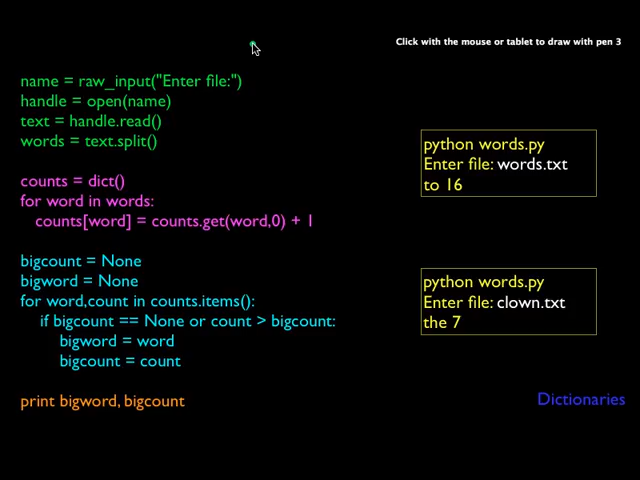 Click with the mouse or tablet to draw with pen 3
name = raw_input("Enter file:")
handle = open(name)
text = handle.read()
words = text.split()
counts = dict()
for word in words:
counts[word] = counts.get(word,0) + 1
bigcount = None
bigword = None
for word,count in counts.items():
if bigcount == None or count > bigcount:
bigword = word
bigcount = count
print bigword, bigcount
python words.py
Enter file: words.txt
to 16
python words.py
Enter file: clown.txt
the 7
Dictionaries